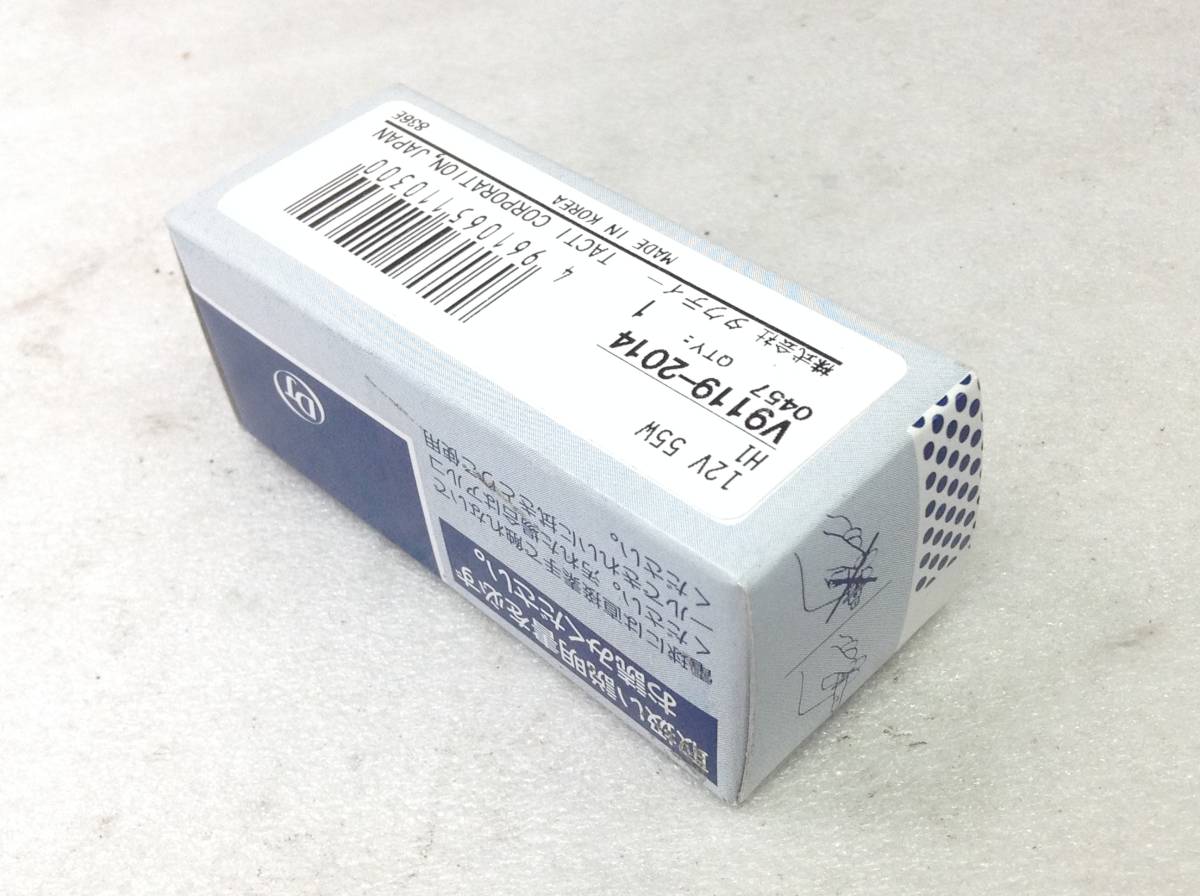 12V 55W
H1
V9119-2014
0457 QTY: 1
株式会社 タクティー
4 961065 110300
TACTI CORPORATION, JAPAN
MADE IN KOREA
836E
DJ
取扱い説明書を必ず
お読みください。
電球には直接素手で触れないで
ください。汚れた場合はアルコ
ールできれいに拭きとりご使用
ください。